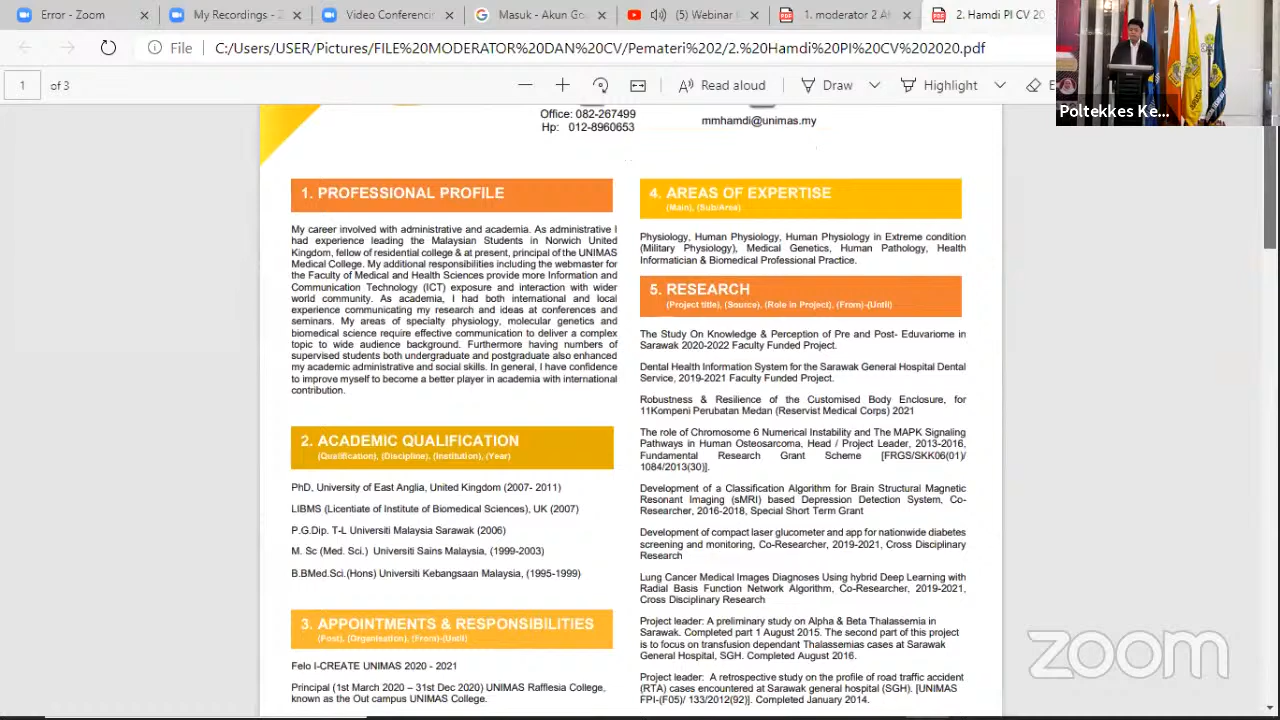 Error - Zoom
My Recordings - Z
Video Conferenc
Masuk - Akun Go
(5) Webinar
1. moderator 2 A
2. Hamdi PI CV 20
File
C:/Users/USER/Pictures/FILE%20MODERATOR%20DAN%20CV/Pemateri%202/2.%20Hamdi%20PI%20CV%202020.pdf
1 of 3
Read aloud
Draw
Highlight
Poltekkes Ke...
Office: 082-267499
Hp: 012-8960653
mmhamdi@unimas.my
1. PROFESSIONAL PROFILE
My career involved with administrative and academia. As administrative I
had experience leading the Malaysian Students in Norwich United
Kingdom, fellow of residential college & at present, principal of the UNIMAS
Medical College. My additional responsibilities including the webmaster for
the Faculty of Medical and Health Sciences provide more Information and
Communication Technology (ICT) exposure and interaction with wider
world community. As academia, I had both international and local
experience communicating my research and ideas at conferences and
seminars. My areas of specialty physiology, molecular genetics and
biomedical science require effective communication to deliver a complex
topic to wide audience background. Furthermore having numbers of
supervised students both undergraduate and postgraduate also enhanced
my academic administrative and social skills. In general, I have confidence
to improve myself to become a better player in academia with international
contribution.
2. ACADEMIC QUALIFICATION
(Qualification), (Discipline), (Institution), (Year)
PhD, University of East Anglia, United Kingdom (2007- 2011)
LIBMS (Licentiate of Institute of Biomedical Sciences), UK (2007)
P.G.Dip. T-L Universiti Malaysia Sarawak (2006)
M. Sc (Med. Sci.) Universiti Sains Malaysia, (1999-2003)
B.BMed.Sci.(Hons) Universiti Kebangsaan Malaysia, (1995-1999)
3. APPOINTMENTS & RESPONSIBILITIES
(Post), (Organisation), (From)-(Until)
Felo I-CREATE UNIMAS 2020 - 2021
Principal (1st March 2020 – 31st Dec 2020) UNIMAS Rafflesia College,
known as the Out campus UNIMAS College.
4. AREAS OF EXPERTISE
(Main), (Sub/Area)
Physiology, Human Physiology, Human Physiology in Extreme condition
(Military Physiology), Medical Genetics, Human Pathology, Health
Informatician & Biomedical Professional Practice.
5. RESEARCH
(Project title), (Source), (Role in Project), (From)-(Until)
The Study On Knowledge & Perception of Pre and Post- Eduvariome in
Sarawak 2020-2022 Faculty Funded Project.
Dental Health Information System for the Sarawak General Hospital Dental
Service, 2019-2021 Faculty Funded Project.
Robustness & Resilience of the Customised Body Enclosure, for
11Kompeni Perubatan Medan (Reservist Medical Corps) 2021
The role of Chromosome 6 Numerical Instability and The MAPK Signaling
Pathways in Human Osteosarcoma, Head / Project Leader, 2013-2016,
Fundamental Research Grant Scheme [FRGS/SKK06(01)/
1084/2013(30)].
Development of a Classification Algorithm for Brain Structural Magnetic
Resonant Imaging (sMRI) based Depression Detection System, Co-
Researcher, 2016-2018, Special Short Term Grant
Development of compact laser glucometer and app for nationwide diabetes
screening and monitoring, Co-Researcher, 2019-2021, Cross Disciplinary
Research
Lung Cancer Medical Images Diagnoses Using hybrid Deep Learning with
Radial Basis Function Network Algorithm, Co-Researcher, 2019-2021,
Cross Disciplinary Research
Project leader: A preliminary study on Alpha & Beta Thalassemia in
Sarawak. Completed part 1 August 2015. The second part of this project
is to focus on transfusion dependant Thalassemias cases at Sarawak
General Hospital, SGH. Completed August 2016.
Project leader: A retrospective study on the profile of road traffic accident
(RTA) cases encountered at Sarawak general hospital (SGH). [UNIMAS
FPI-(F05)/ 133/2012(92)]. Completed January 2014.
zoom